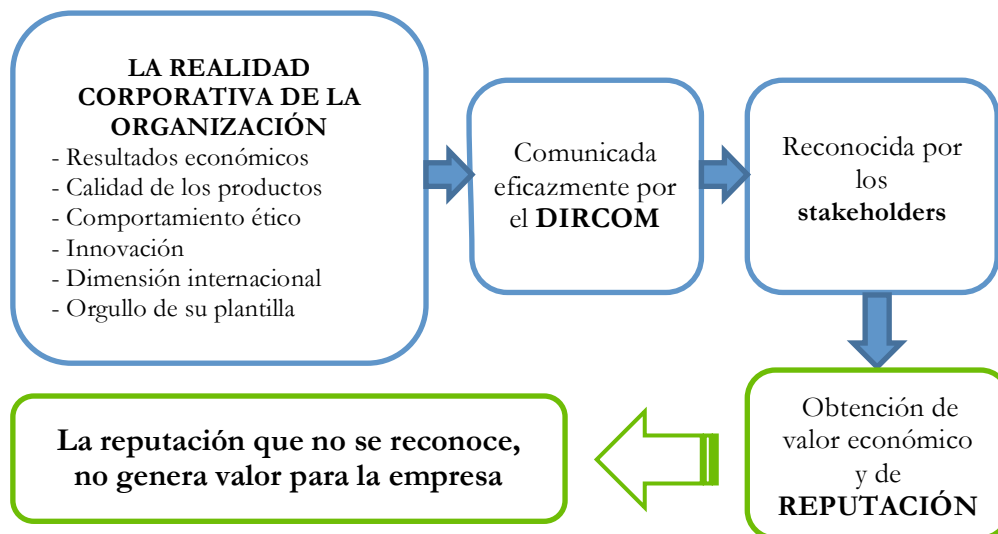 LA REALIDAD
CORPORATIVA DE LA
ORGANIZACIÓN
- Resultados económicos
- Calidad de los productos
- Comportamiento ético
- Innovación
- Dimensión internacional
- Orgullo de su plantilla
Comunicada
eficazmente por
el DIRCOM
Reconocida por
los
stakeholders
Obtención de
valor económico
y de
REPUTACIÓN
La reputación que no se reconoce,
no genera valor para la empresa